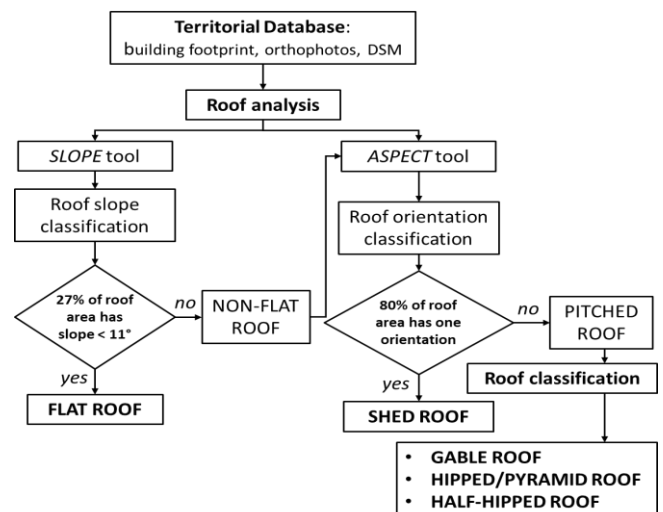 Territorial Database:
building footprint, orthophotos, DSM
Roof analysis
SLOPE tool
ASPECT tool
Roof slope
classification
Roof orientation
classification
27% of roof
area has
slope < 11°
no
NON-FLAT
ROOF
80% of roof
area has one
orientation
no
PITCHED
ROOF
yes
FLAT ROOF
yes
SHED ROOF
Roof classification
• GABLE ROOF
• HIPPED/PYRAMID ROOF
• HALF-HIPPED ROOF